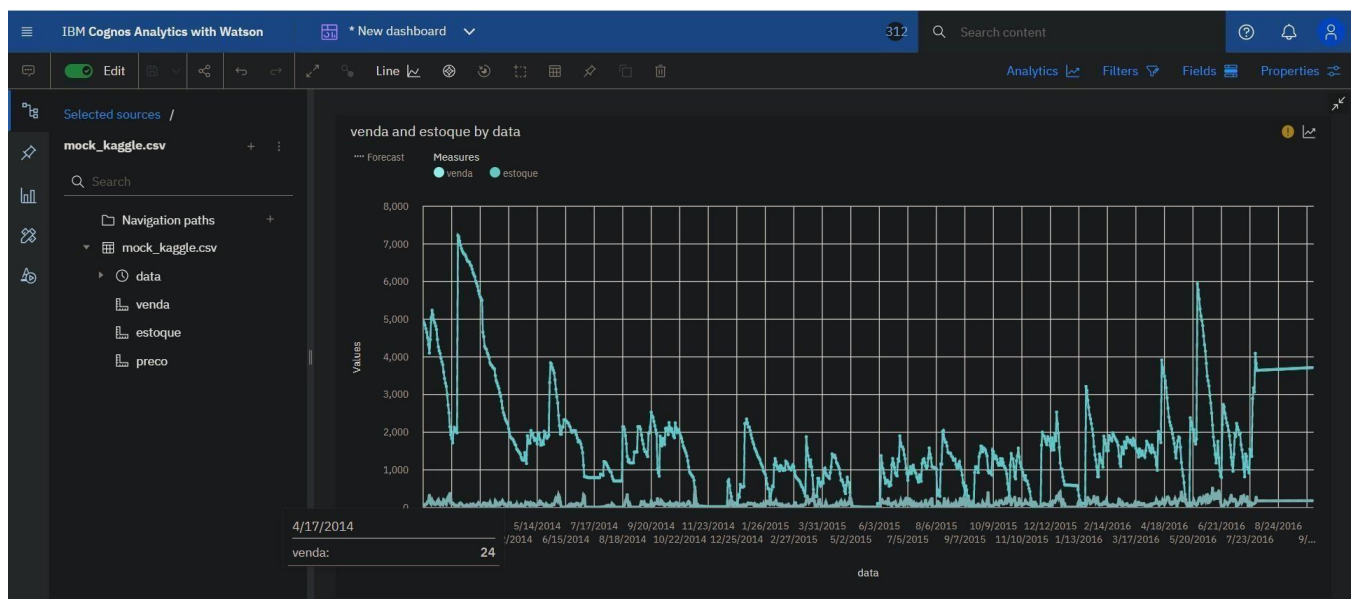 IBM Cognos Analytics with Watson
* New dashboard
312
Search content
Edit
Line
Analytics
Filters
Fields
Properties
Selected sources /
mock_kaggle.csv
Search
Navigation paths
mock_kaggle.csv
data
venda
estoque
preco
venda and estoque by data
Forecast
Measures
venda
estoque
8,000
7,000
6,000
5,000
4,000
3,000
2,000
1,000
0
Values
5/14/2014 7/17/2014 9/20/2014 11/23/2014 1/26/2015 3/31/2015 6/3/2015 8/6/2015 10/9/2015 12/12/2015 2/14/2016 4/18/2016 6/21/2016 8/24/2016
/2014 6/15/2014 8/18/2014 10/22/2014 12/25/2014 2/27/2015 5/2/2015 7/5/2015 9/7/2015 11/10/2015 1/13/2016 3/17/2016 5/20/2016 7/23/2016 9/...
data
4/17/2014
venda: 24